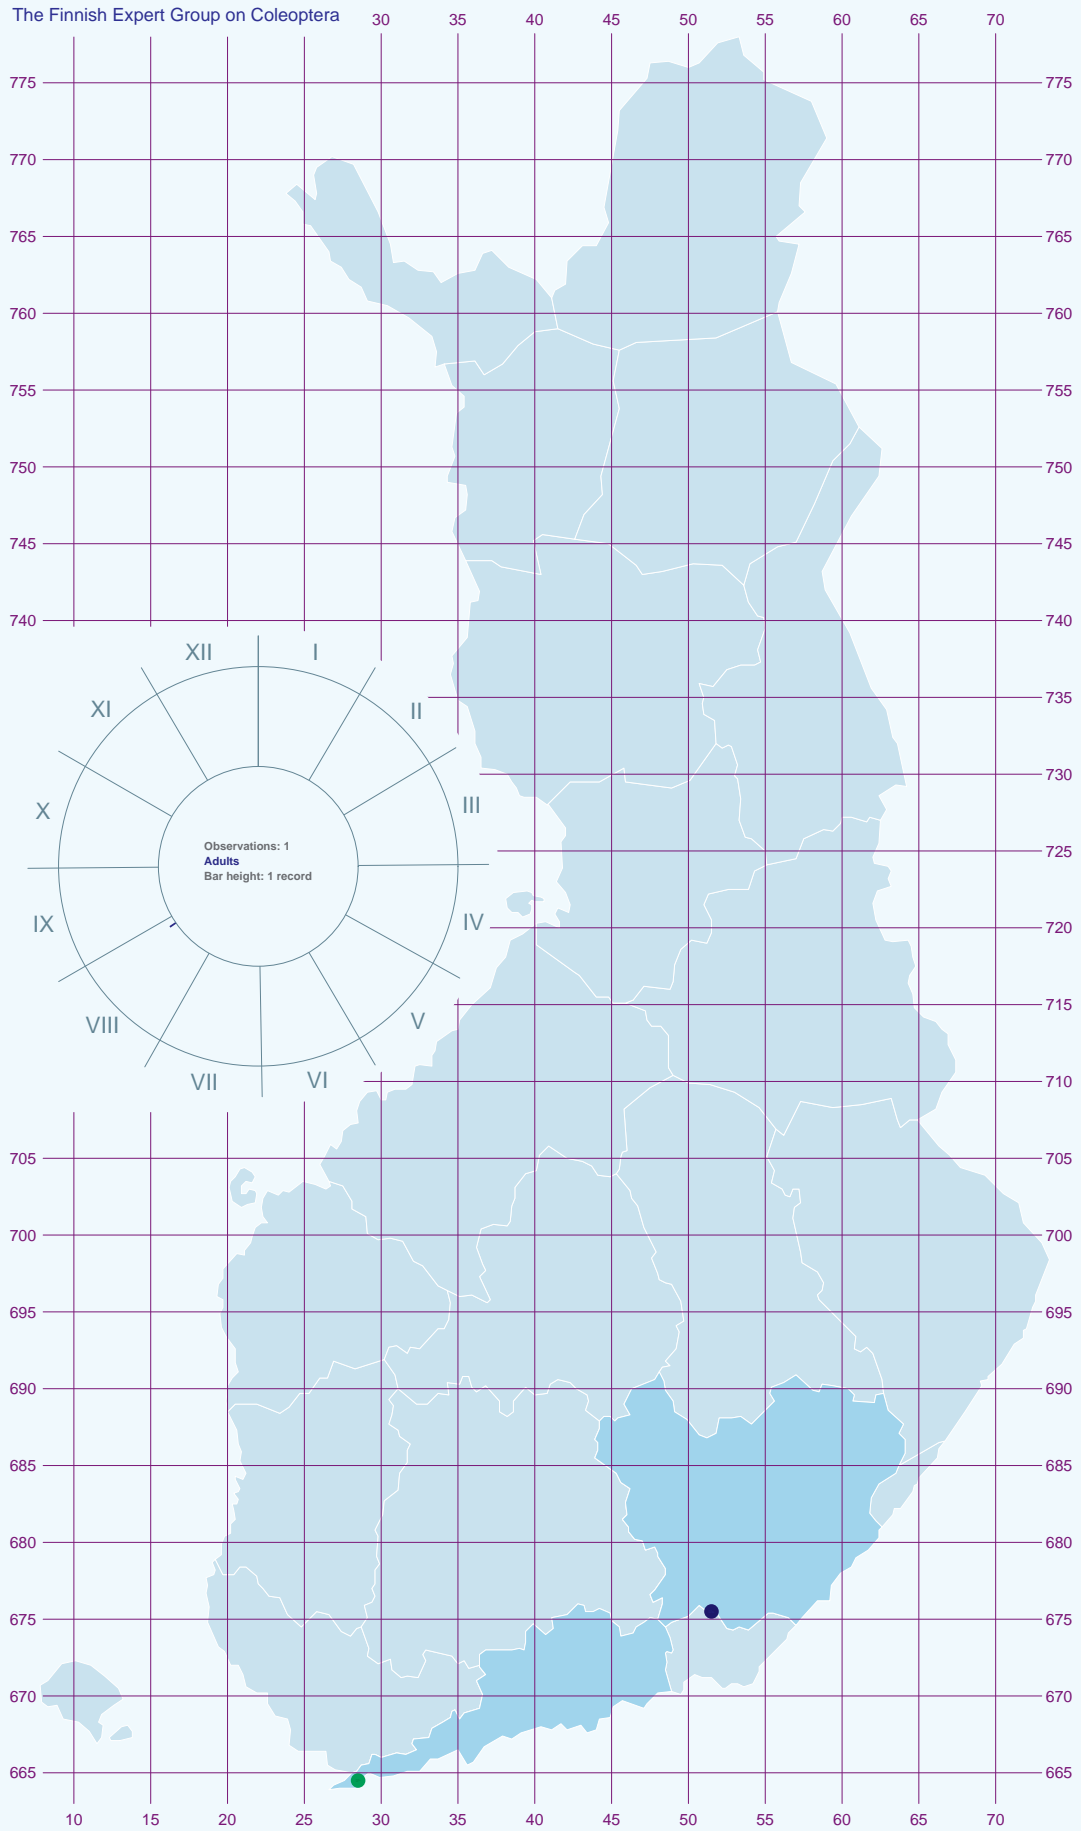 The Finnish Expert Group on Coleoptera 30 35 40 45 50 55 60 65 70
775 775
770 770
765 765
760 760
755 755
750 750
745 745
740 740
XII I
735
XI II
730
X III
Observations: 1
Adults
Bar height: 1 record
725
IX IV 720
VIII V 715
VII VI 710
705 705
700 700
695 695
690 690
685 685
680 680
675 675
670 670
665 665
10 15 20 25 30 35 40 45 50 55 60 65 70